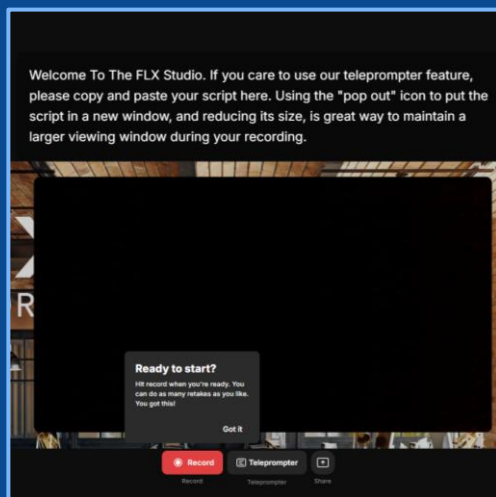 Welcome To The FLX Studio. If you care to use our teleprompter feature,
please copy and paste your script here. Using the "pop out" icon to put the
script in a new window, and reducing its size, is great way to maintain a
larger viewing window during your recording.
X
R
Ready to start?
Hit record when you're ready. You
can do as many retakes as you like.
You got this!
Got it
Record
Teleprompter
Record
Teleprompter
Share